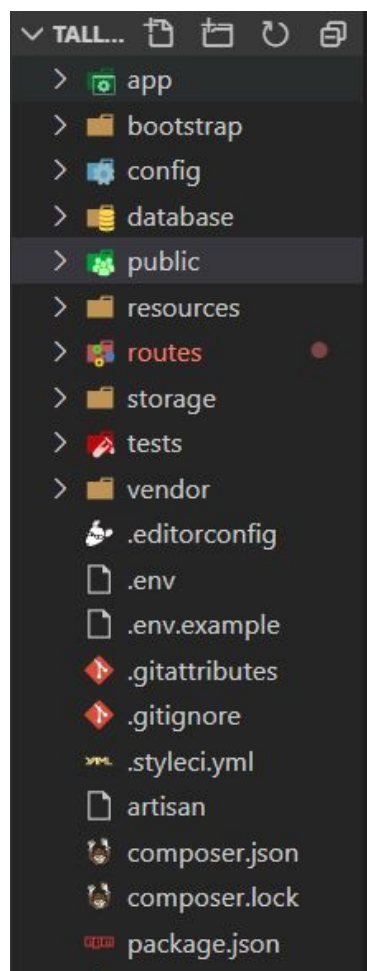 TALL...
app
bootstrap
config
database
public
resources
routes
storage
tests
vendor
.editorconfig
.env
.env.example
.gitattributes
.gitignore
.styleci.yml
artisan
composer.json
composer.lock
package.json